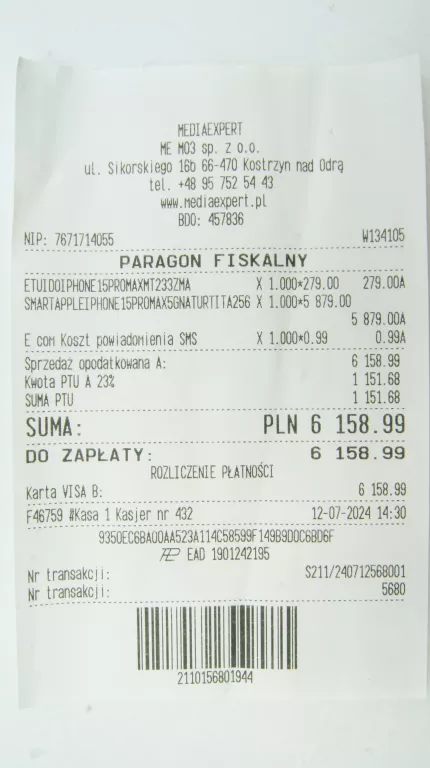 MEDIAEXPERT
ME M03 sp. z o.o.
ul. Sikorskiego 16b 66-470 Kostrzyn nad Odrą
tel. +48 95 752 54 43
www.mediaexpert.pl
BDO: 457836
NIP: 7671714055 W134105
PARAGON FISKALNY
ETUIDOIPHONE15PROMAXMT233ZMA X 1.000*279.00 279.00A
SMARTAPPLEIPHONE15PROMAX5GNATURTITA256 X 1.000*5 879.00
5 879.00A
E com Koszt powiadomienia SMS X 1.000*0.99 0.99A
Sprzedaż opodatkowana A: 6 158.99
Kwota PTU A 23% 1 151.68
SUMA PTU 1 151.68
SUMA: PLN 6 158.99
DO ZAPŁATY: 6 158.99
ROZLICZENIE PŁATNOŚCI
Karta VISA B: 6 158.99
F46759 #Kasa 1 Kasjer nr 432 12-07-2024 14:30
9350EC6BA00AA523A114C58599F149B9D0C6BD6F
EAD 1901242195
Nr transakcji: S211/240712568001
Nr transakcji: 5680
2110156801944